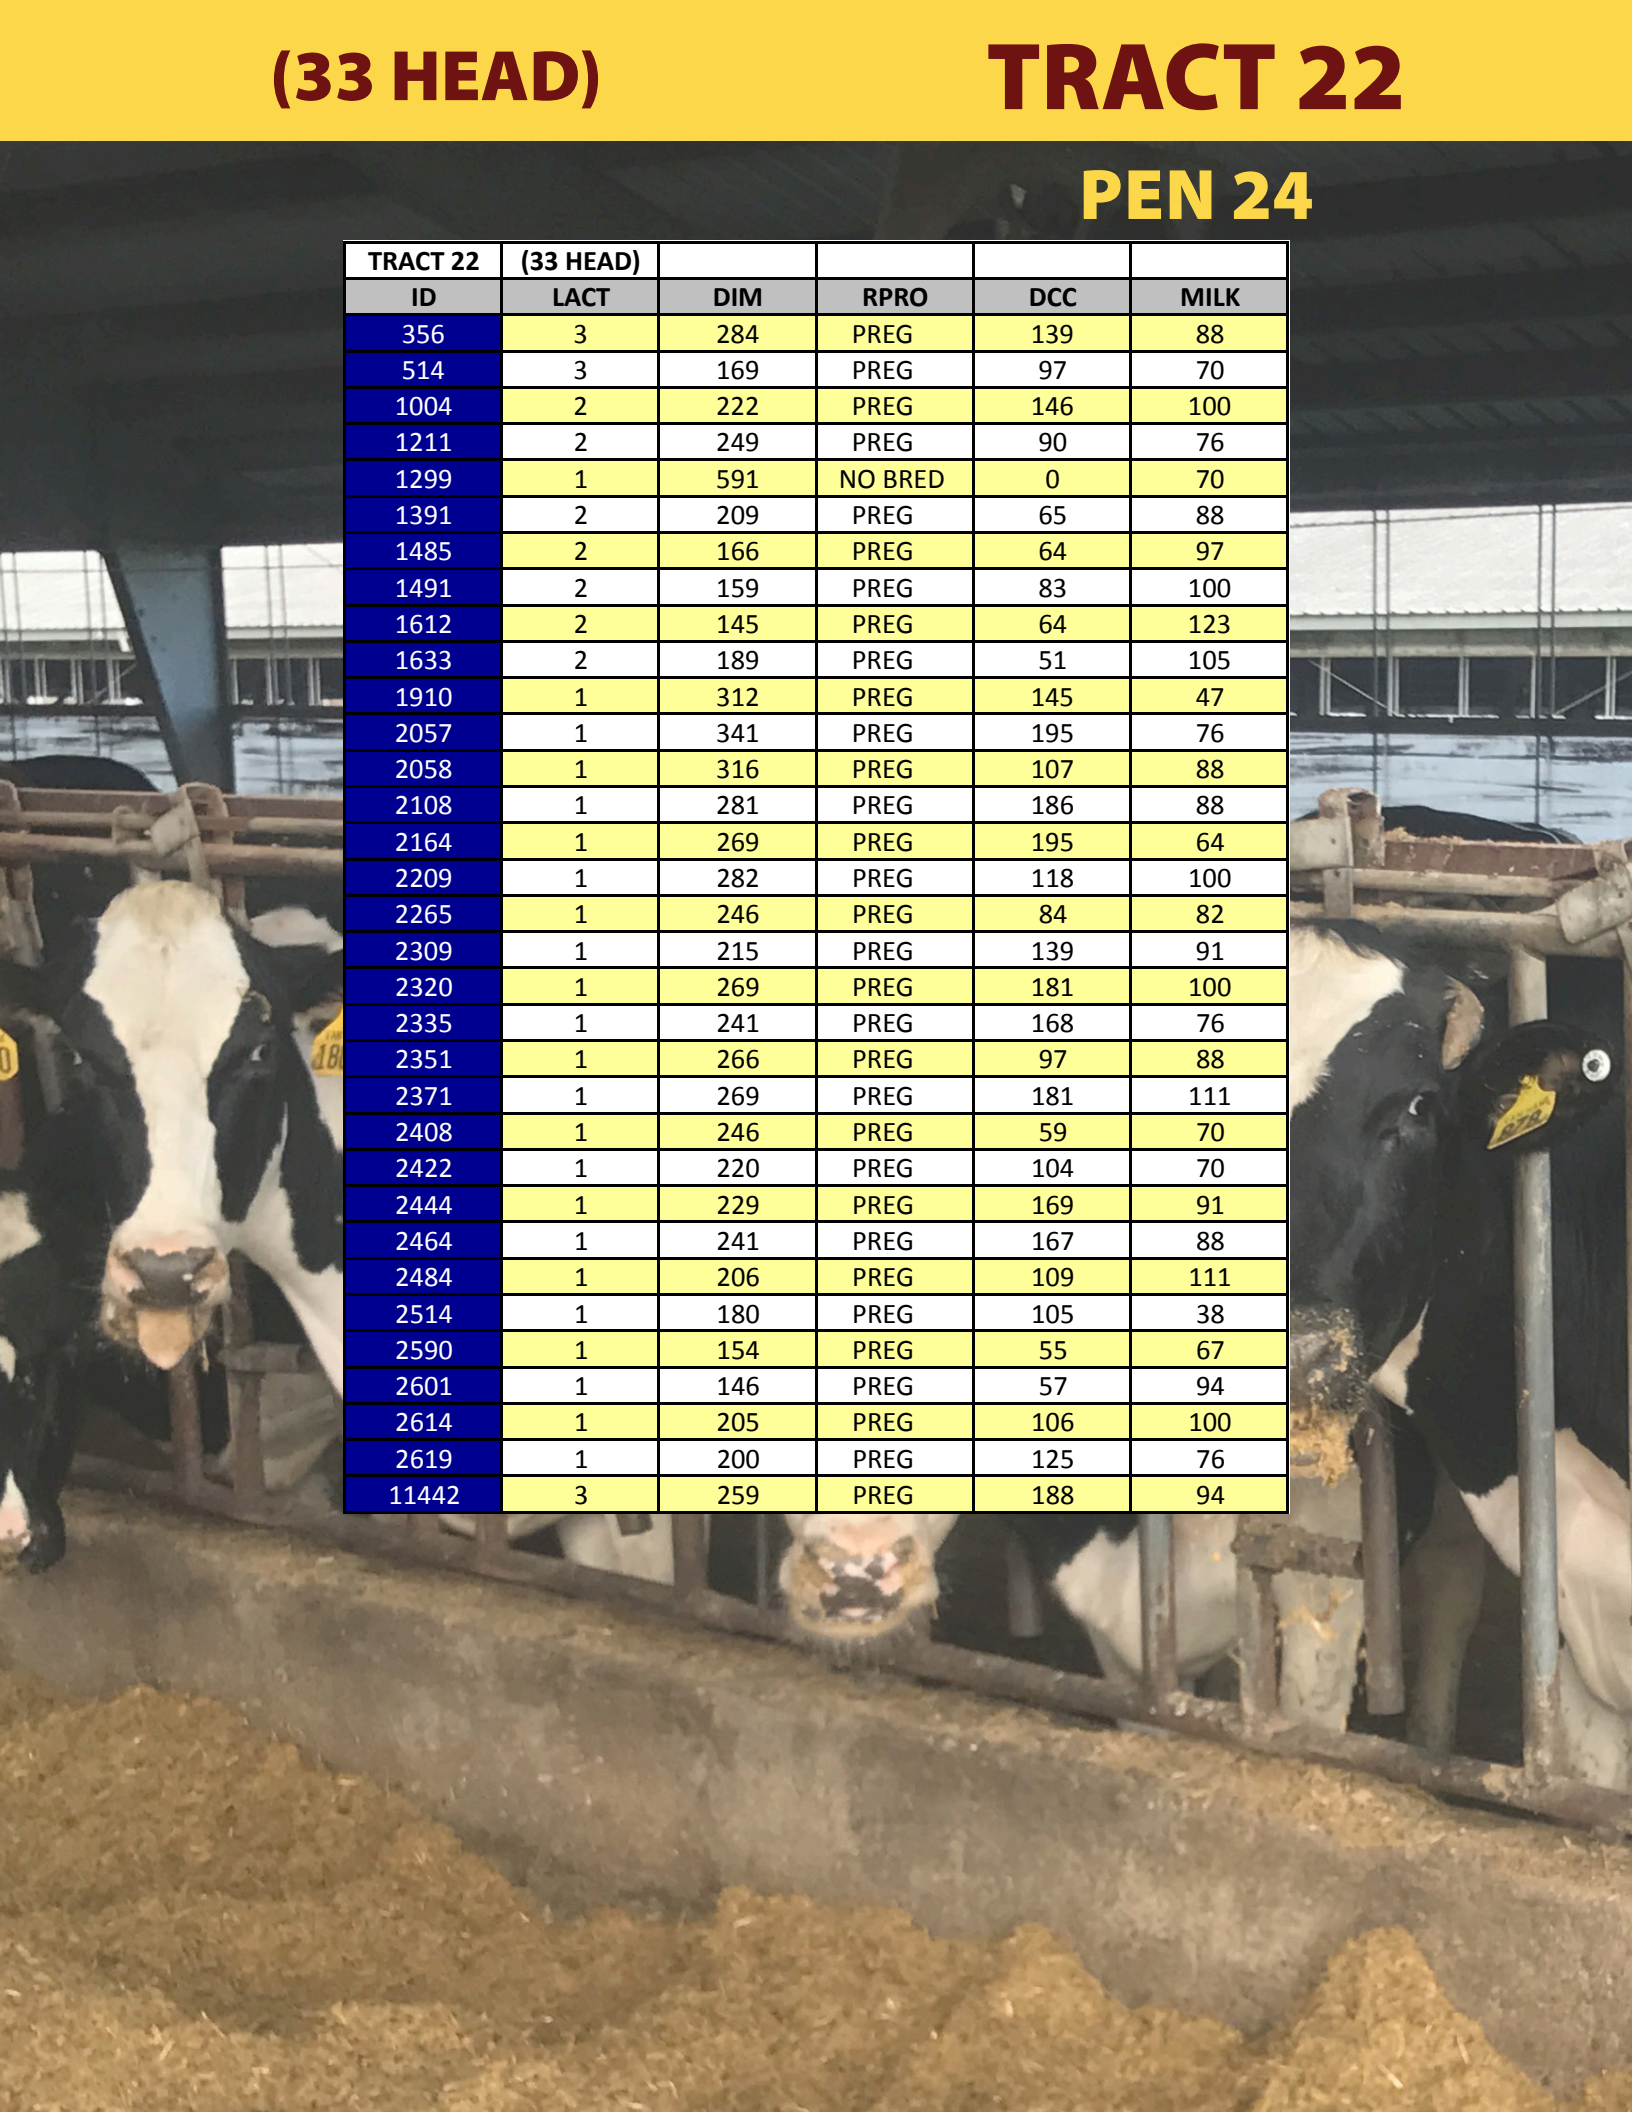 (33 HEAD) TRACT 22
PEN 24
TRACT 22 (33 HEAD)
ID LACT DIM RPRO DCC MILK
356 3 284 PREG 139 88
514 3 169 PREG 97 70
1004 2 222 PREG 146 100
1211 2 249 PREG 90 76
1299 1 591 NO BRED 0 70
1391 2 209 PREG 65 88
1485 2 166 PREG 64 97
1491 2 159 PREG 83 100
1612 2 145 PREG 64 123
1633 2 189 PREG 51 105
1910 1 312 PREG 145 47
2057 1 341 PREG 195 76
2058 1 316 PREG 107 88
2108 1 281 PREG 186 88
2164 1 269 PREG 195 64
2209 1 282 PREG 118 100
2265 1 246 PREG 84 82
2309 1 215 PREG 139 91
2320 1 269 PREG 181 100
2335 1 241 PREG 168 76
2351 1 266 PREG 97 88
2371 1 269 PREG 181 111
2408 1 246 PREG 59 70
2422 1 220 PREG 104 70
2444 1 229 PREG 169 91
2464 1 241 PREG 167 88
2484 1 206 PREG 109 111
2514 1 180 PREG 105 38
2590 1 154 PREG 55 67
2601 1 146 PREG 57 94
2614 1 205 PREG 106 100
2619 1 200 PREG 125 76
11442 3 259 PREG 188 94